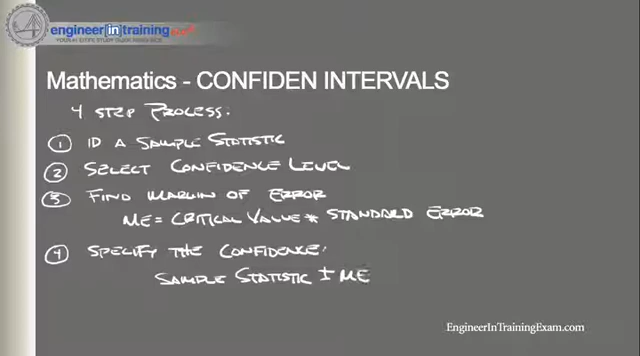 engineer[in]training exam
Mathematics - CONFIDEN INTERVALS
4 STEP PROCESS:
1 ID A SAMPLE STATISTIC
2 SELECT CONFIDENCE LEVEL
3 FIND MARGIN OF ERROR
ME = CRITICAL VALUE * STANDARD ERROR
4 SPECIFY THE CONFIDENCE:
SAMPLE STATISTIC ± ME
EngineerInTrainingExam.com